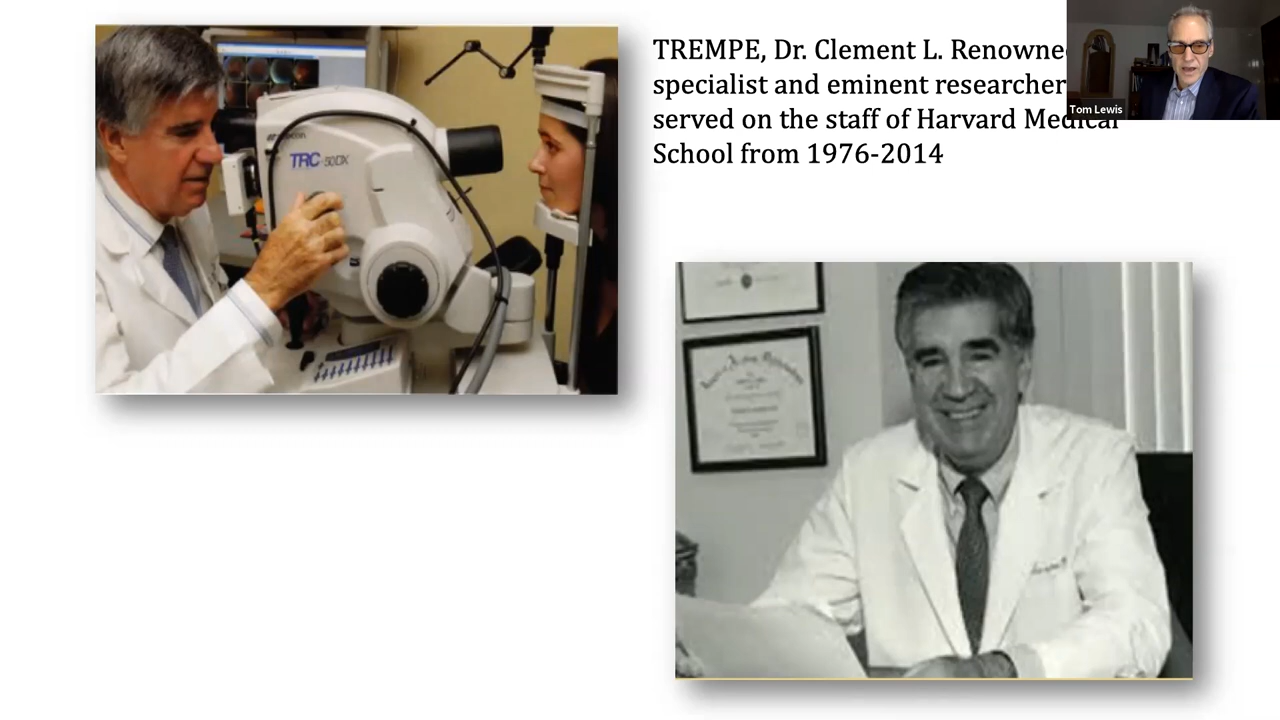 TREMPE, Dr. Clement L. Renowned
specialist and eminent researcher
served on the staff of Harvard Medical
School from 1976-2014
Tom Lewis
TRC-50DX